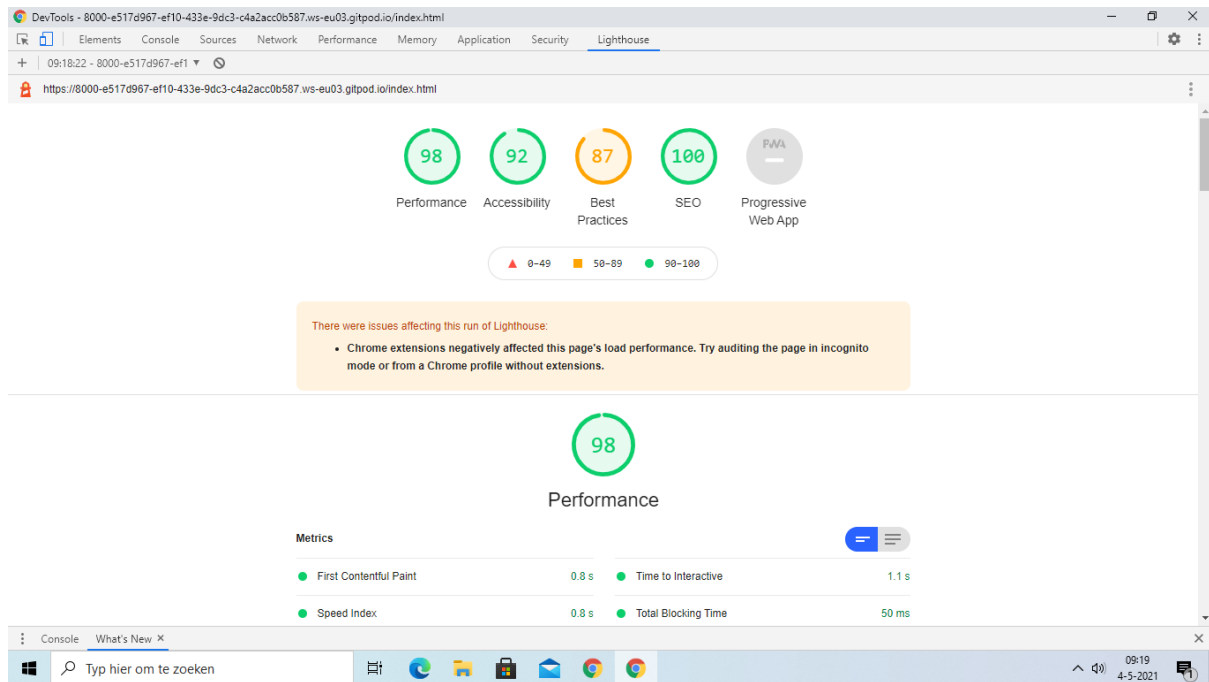 DevTools - 8000-e517d967-ef10-433e-9dc3-c4a2acc0b587.ws-eu03.gitpod.io/index.html
Elements Console Sources Network Performance Memory Application Security Lighthouse
+ 09:18:22 - 8000-e517d967-ef1
https://8000-e517d967-ef10-433e-9dc3-c4a2acc0b587.ws-eu03.gitpod.io/index.html
98 92 87 100 PWA
Performance Accessibility Best Practices SEO Progressive Web App
0-49 50-89 90-100
There were issues affecting this run of Lighthouse:
• Chrome extensions negatively affected this page's load performance. Try auditing the page in incognito
mode or from a Chrome profile without extensions.
98
Performance
Metrics
First Contentful Paint 0.8 s Time to Interactive 1.1 s
Speed Index 0.8 s Total Blocking Time 50 ms
Console What's New ×
Typ hier om te zoeken
09:19
4-5-2021
1